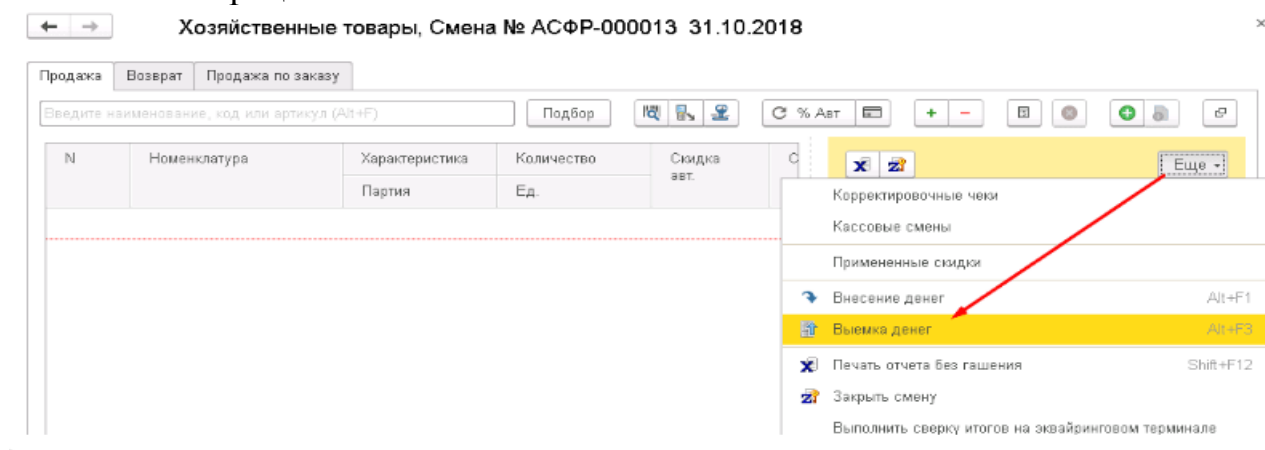 Хозяйственные товары, Смена № АСФР-000013 31.10.2018
Продажа Возврат Продажа по заказу
Введите наименование, код или артикул (Alt+F) Подбор % Авт
N Номенклатура Характеристика Количество Скидка авт. С Еще
Партия Ед.
Корректировочные чеки
Кассовые смены
Примененные скидки
Внесение денег Alt+F1
Выемка денег Alt+F3
Печать отчета без гашения Shift+F12
Закрыть смену
Выполнить сверку итогов на эквайринговом терминале